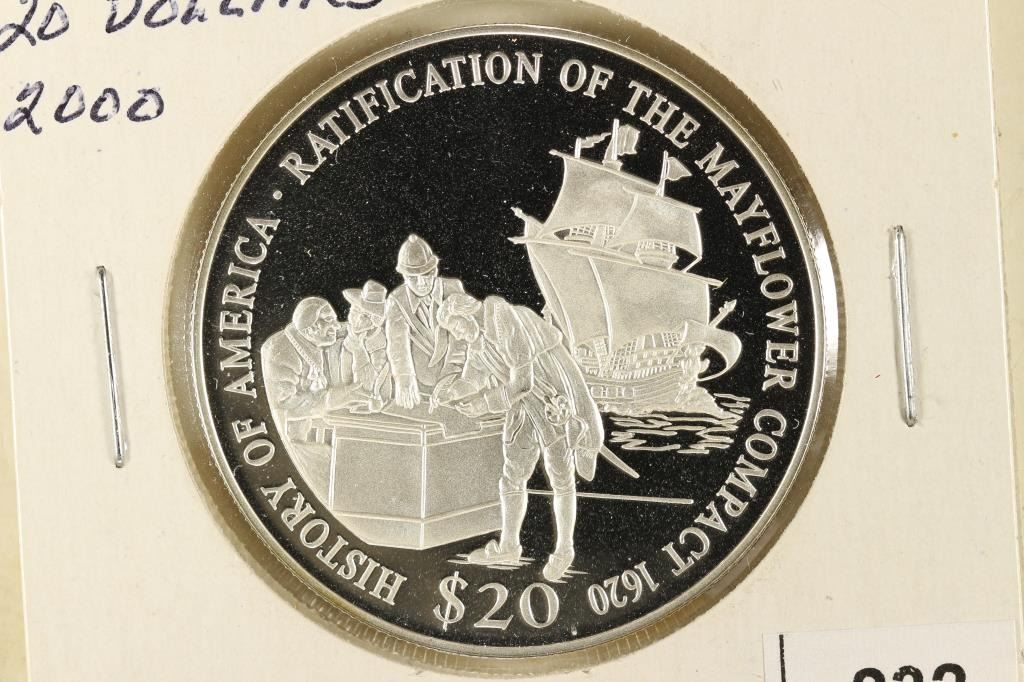 20 DOLLARS
2000
HISTORY OF AMERICA · RATIFICATION OF THE MAYFLOWER COMPACT 1620
$20